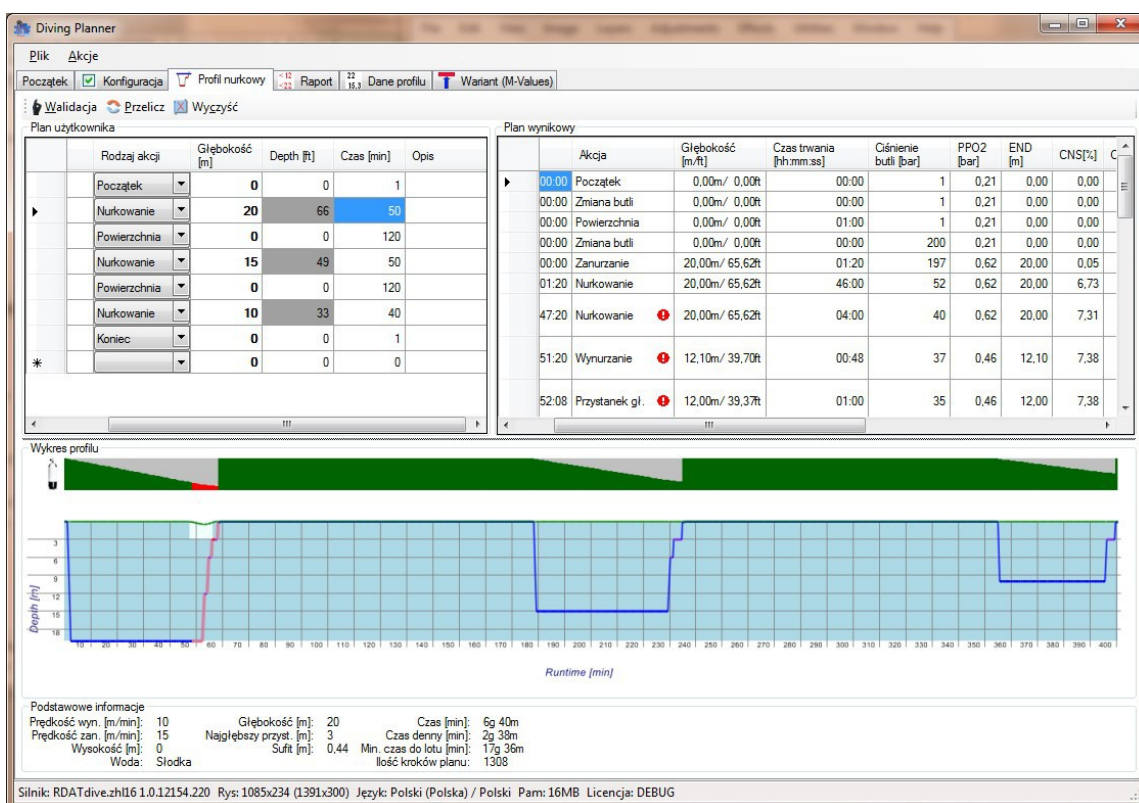 Diving Planner
Plik Akcje
Początek Konfiguracja Profil nurkowy Raport Dane profilu Wariant (M-Values)
Walidacja Przelicz Wyczyść
Plan użytkownika
Rodzaj akcji Głębokość [m] Depth [ft] Czas [min] Opis
Początek 0 0 1
Nurkowanie 20 66 50
Powierzchnia 0 0 120
Nurkowanie 15 49 50
Powierzchnia 0 0 120
Nurkowanie 10 33 40
Koniec 0 0 1
0 0 0
Plan wynikowy
Akcja Głębokość [m/ft] Czas trwania [hh:mm:ss] Ciśnienie butli [bar] PPO2 [bar] END [m] CNS[%]
00:00 Początek 0,00m/ 0,00ft 00:00 1 0,21 0,00 0,00
00:00 Zmiana butli 0,00m/ 0,00ft 00:00 1 0,21 0,00 0,00
00:00 Powierzchnia 0,00m/ 0,00ft 01:00 1 0,21 0,00 0,00
00:00 Zmiana butli 0,00m/ 0,00ft 00:00 200 0,21 0,00 0,00
00:00 Zanurzanie 20,00m/ 65,62ft 01:20 197 0,62 20,00 0,05
01:20 Nurkowanie 20,00m/ 65,62ft 46:00 52 0,62 20,00 6,73
47:20 Nurkowanie 20,00m/ 65,62ft 04:00 40 0,62 20,00 7,31
51:20 Wynurzanie 12,10m/ 39,70ft 00:48 37 0,46 12,10 7,38
52:08 Przystanek gł. 12,00m/ 39,37ft 01:00 35 0,46 12,00 7,38
Wykres profilu
Depth [m]
3
6
9
12
15
18
10 20 30 40 50 60 70 80 90 100 110 120 130 140 150 160 170 180 190 200 210 220 230 240 250 260 270 280 290 300 310 320 330 340 350 360 370 380 390 400
Runtime [min]
Podstawowe informacje
Prędkość wyn. [m/min]: 10 Głębokość [m]: 20 Czas [min]: 6g 40m
Prędkość zan. [m/min]: 15 Najgłębszy przyst. [m]: 3 Czas denny [min]: 2g 38m
Wysokość [m]: 0 Sufit [m]: 0,44 Min. czas do lotu [min]: 17g 36m
Woda: Słodka Ilość kroków planu: 1308
Silnik: RDATdive.zhl16 1.0.12154.220 Rys: 1085x234 (1391x300) Język: Polski (Polska) / Polski Pam: 16MB Licencja: DEBUG